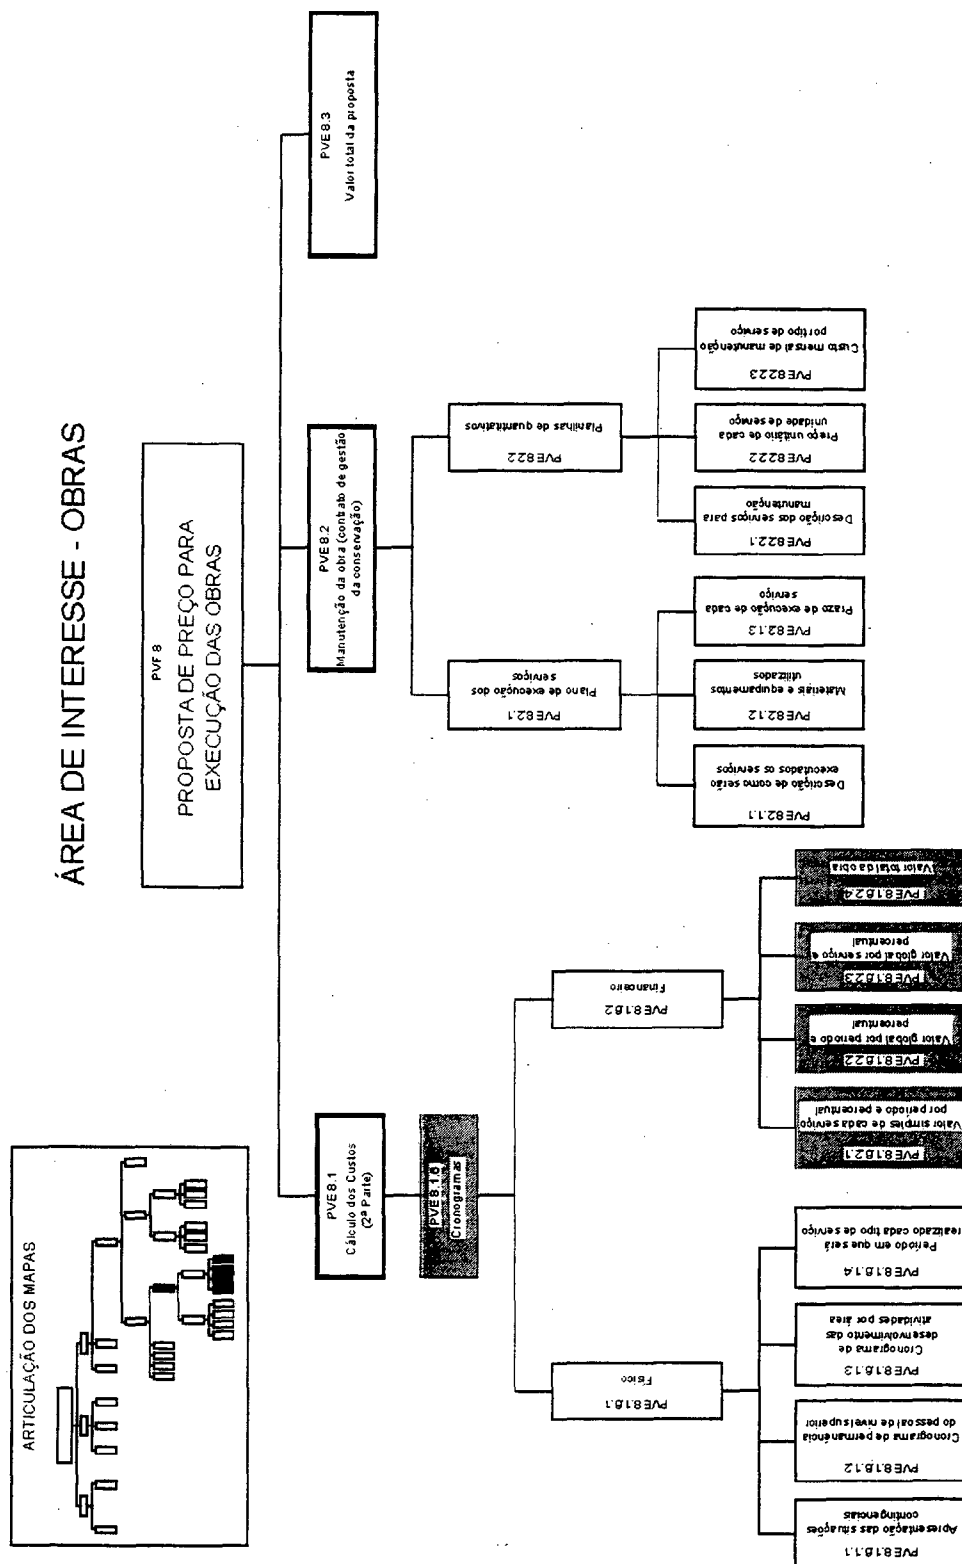 ÁREA DE INTERESSE - OBRAS
ARTICULAÇÃO DOS MAPAS
PVE 8
PROPOSTA DE PREÇO PARA
EXECUÇÃO DAS OBRAS
PVE 8.1
Cálculo dos Custos
(2ª Parte)
PVE 8.2
Manutenção da obra (contrato de gestão
da conservação)
PVE 8.3
Valor total da proposta
PVE 8.1.6
Cronogramas
PVE 8.1.6.1
Físico
PVE 8.1.6.2
Financeiro
PVE 8.2.1
Plano de execução dos
serviços
PVE 8.2.2
Planilhas de quantitativos
PVE 8.1.6.1.1
Apresentação das situações
contingenciais
PVE 8.1.6.1.2
Cronograma de permanência
do pessoal de nível superior
PVE 8.1.6.1.3
Cronograma de
desenvolvimento das
atividades por área
PVE 8.1.6.1.4
Período em que será
realizado cada tipo de serviço
PVE 8.1.6.2.1
Valor simples de cada serviço
por período e percentual
PVE 8.1.6.2.2
Valor global por período e
percentual
PVE 8.1.6.2.3
Valor global por serviço e
percentual
PVE 8.1.6.2.4
Valor total da obra
PVE 8.2.1.1
Descrição de como serão
executados os serviços
PVE 8.2.1.2
Materiais e equipamentos
utilizados
PVE 8.2.1.3
Prazo de execução de cada
serviço
PVE 8.2.2.1
Descrição dos serviços para
manutenção
PVE 8.2.2.2
Preço unitário de cada
unidade de serviço
PVE 8.2.2.3
Custo mensal de manutenção
por tipo de serviço